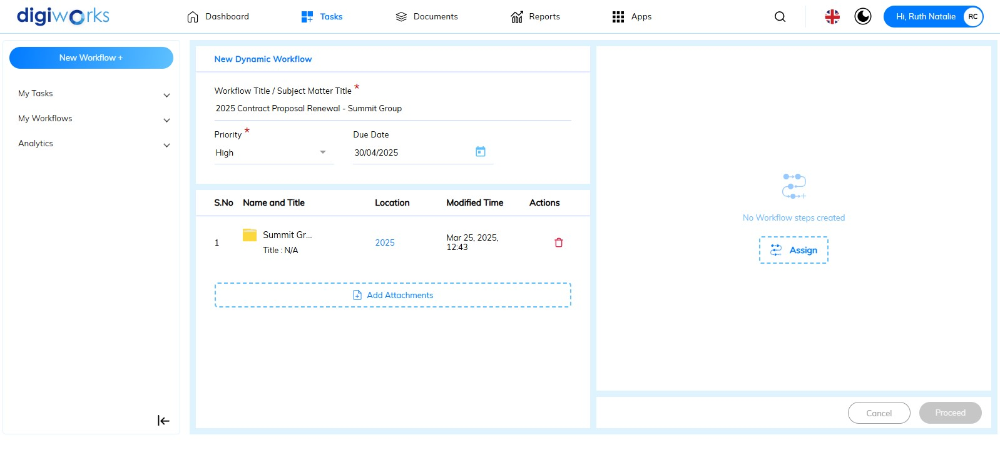 digiworks
Dashboard
Tasks
Documents
Reports
Apps
Hi, Ruth Natalie
RC
New Workflow +
My Tasks
My Workflows
Analytics
New Dynamic Workflow
Workflow Title / Subject Matter Title *
2025 Contract Proposal Renewal - Summit Group
Priority * Due Date
High 30/04/2025
S.No Name and Title Location Modified Time Actions
1 Summit Gr... 2025 Mar 25, 2025,
Title : N/A 12:43
Add Attachments
No Workflow steps created
Assign
Cancel Proceed